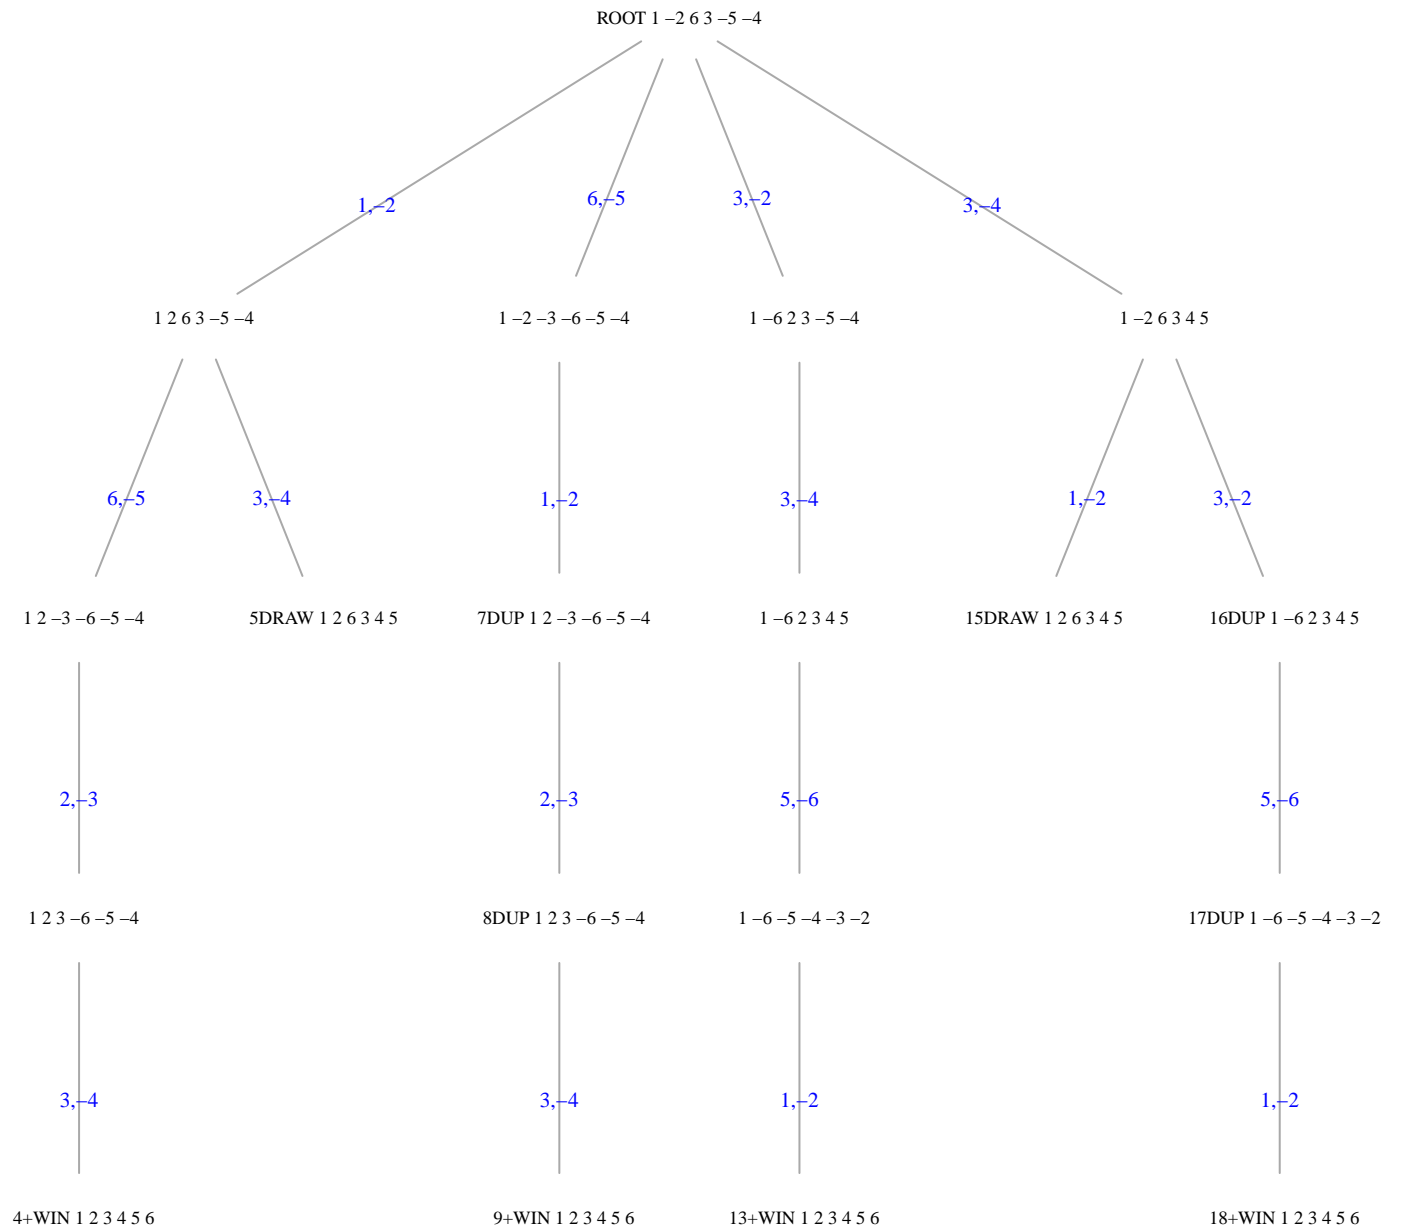 ROOT 1 –2 6 3 –5 –4
1,–2
6,–5
3,–2
3,–4
1 2 6 3 –5 –4
1 –2 –3 –6 –5 –4
1 –6 2 3 –5 –4
1 –2 6 3 4 5
6,–5
3,–4
1,–2
3,–4
1,–2
3,–2
1 2 –3 –6 –5 –4
5DRAW 1 2 6 3 4 5
7DUP 1 2 –3 –6 –5 –4
1 –6 2 3 4 5
15DRAW 1 2 6 3 4 5
16DUP 1 –6 2 3 4 5
2,–3
2,–3
5,–6
5,–6
1 2 3 –6 –5 –4
8DUP 1 2 3 –6 –5 –4
1 –6 –5 –4 –3 –2
17DUP 1 –6 –5 –4 –3 –2
3,–4
3,–4
1,–2
1,–2
4+WIN 1 2 3 4 5 6
9+WIN 1 2 3 4 5 6
13+WIN 1 2 3 4 5 6
18+WIN 1 2 3 4 5 6